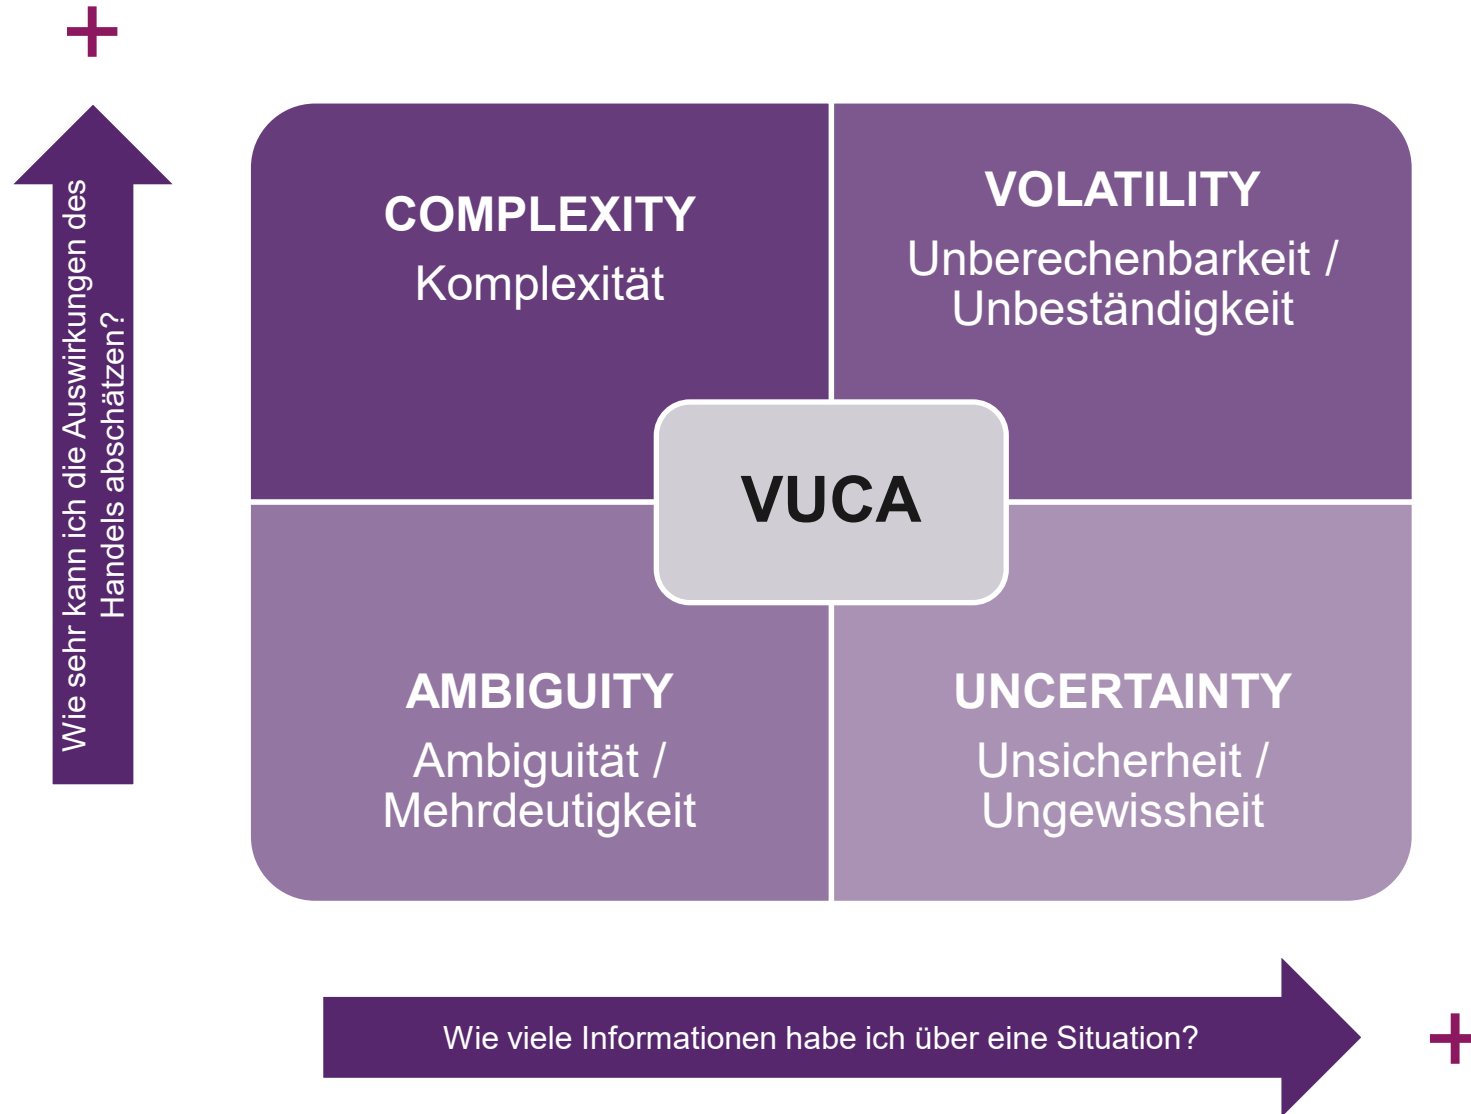 +
Wie sehr kann ich die Auswirkungen des
Handels abschätzen?
COMPLEXITY
Komplexität
VOLATILITY
Unberechenbarkeit /
Unbeständigkeit
VUCA
AMBIGUITY
Ambiguität /
Mehrdeutigkeit
UNCERTAINTY
Unsicherheit /
Ungewissheit
Wie viele Informationen habe ich über eine Situation?
+